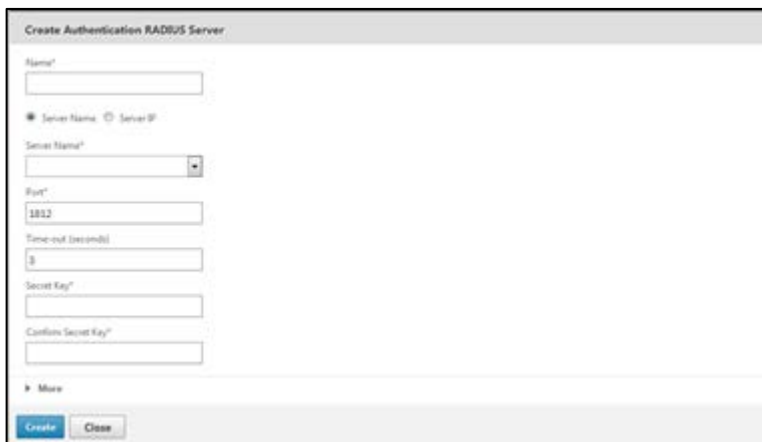 Create Authentication RADIUS Server
Name*
Server Name Server IP
Server Name*
Port*
1812
Time-out (seconds)
3
Secret Key*
Confirm Secret Key*
More
Create Close